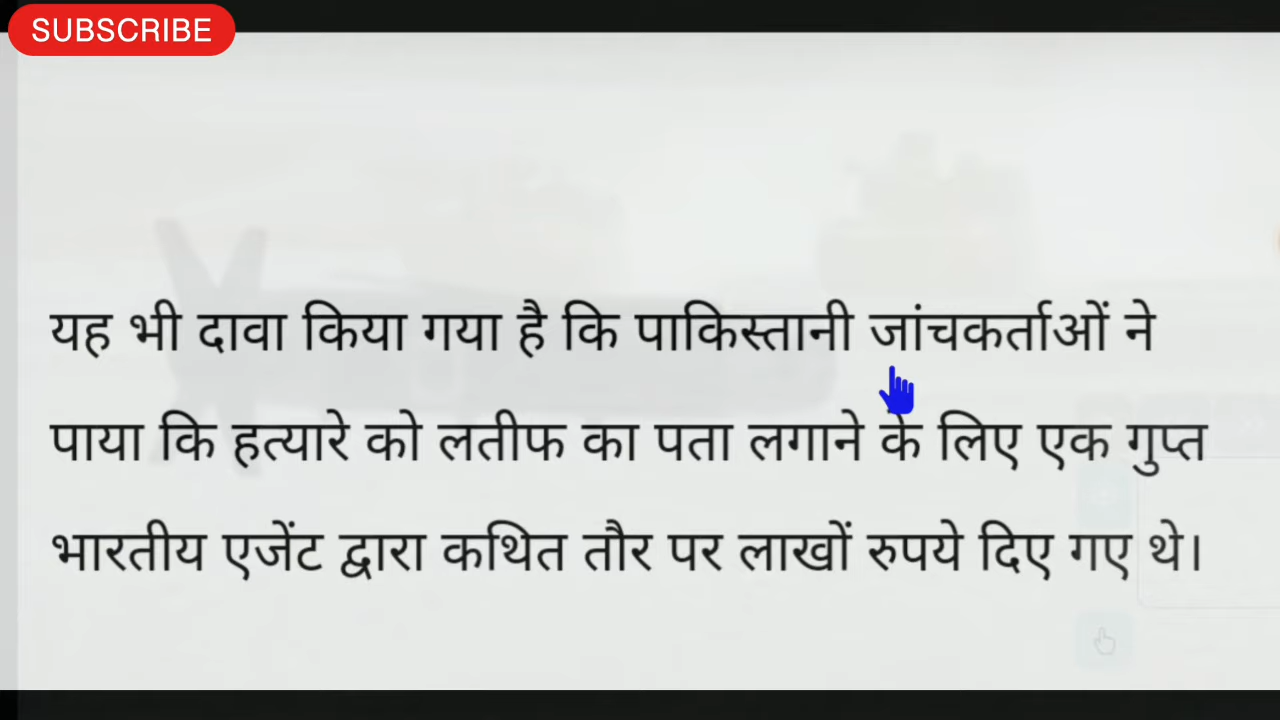 SUBSCRIBE
यह भी दावा किया गया है कि पाकिस्तानी जांचकर्ताओं ने
पाया कि हत्यारे को लतीफ का पता लगाने के लिए एक गुप्त
भारतीय एजेंट द्वारा कथित तौर पर लाखों रुपये दिए गए थे।